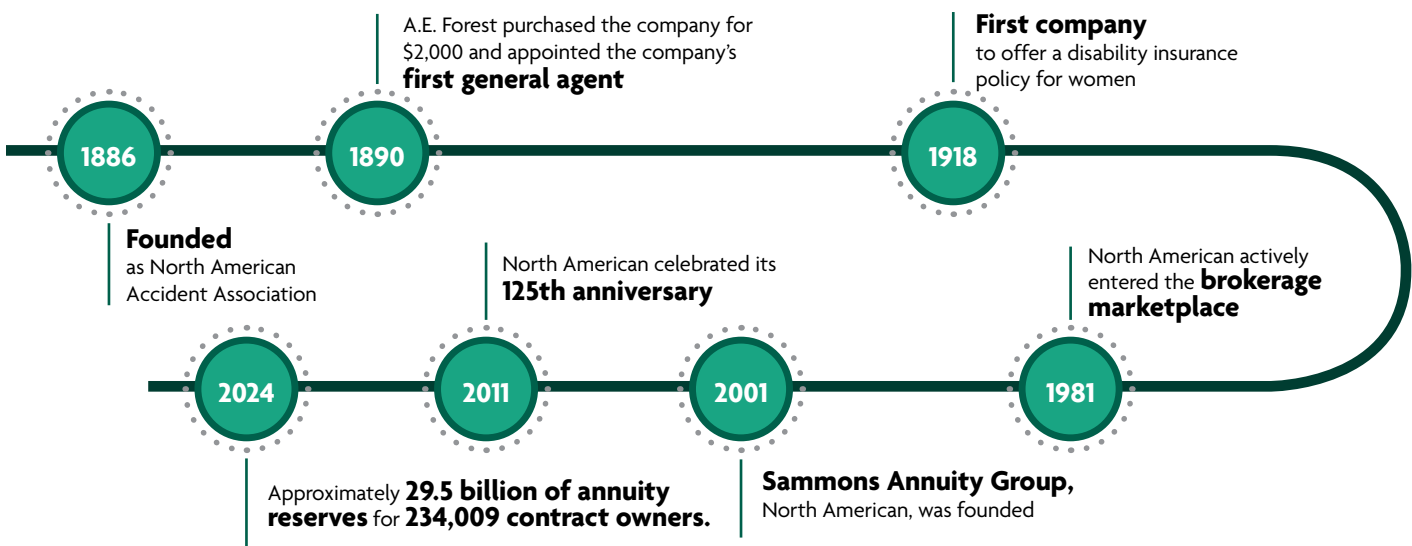 1886
Founded
as North American
Accident Association
1890
A.E. Forest purchased the company for
$2,000 and appointed the company’s
first general agent
1918
First company
to offer a disability insurance
policy for women
1981
North American actively
entered the brokerage
marketplace
2001
Sammons Annuity Group,
North American, was founded
2011
North American celebrated its
125th anniversary
2024
Approximately 29.5 billion of annuity
reserves for 234,009 contract owners.